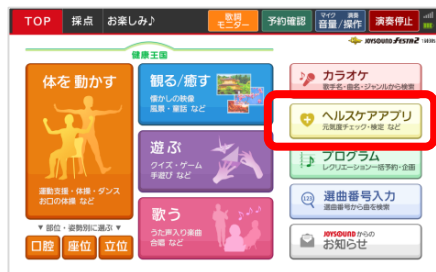 TOP 採点 お楽しみ♪ 歌詞モニター 予約確認 マイク 演奏 音量/操作 演奏停止
JOYSOUND FESTA2
健康王国
体を動かす
運動支援・体操・ダンス
お口の体操 など
▼ 部位・姿勢別に選ぶ ▼
口腔 座位 立位
観る/癒す
懐かしの映像
風景・童話 など
遊ぶ
クイズ・ゲーム
手遊び など
歌う
うた声入り楽曲
合唱 など
カラオケ
歌手名・曲名・ジャンルから検索
ヘルスケアアプリ
元気度チェック・検定 など
プログラム
レクリエーション一括予約・企画
選曲番号入力
選曲番号から曲を検索
JOYSOUND からの
お知らせ